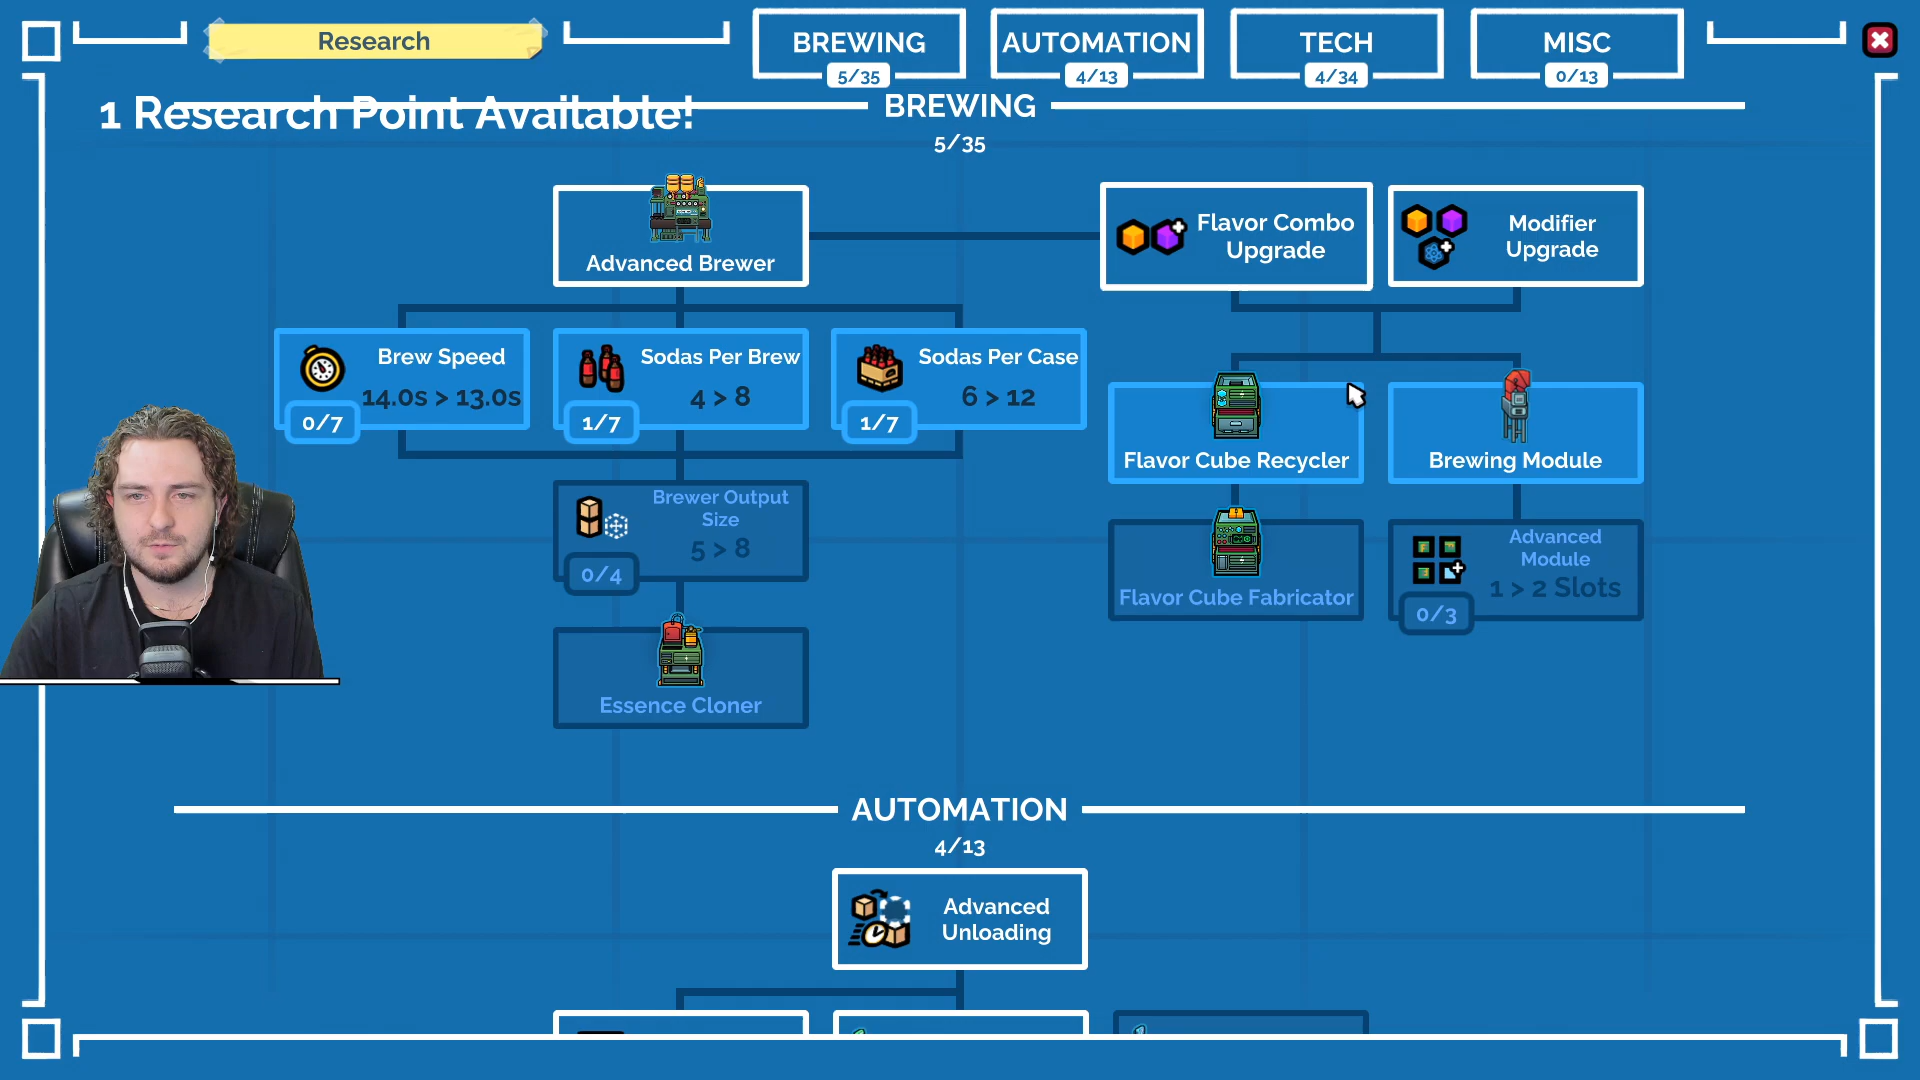 Research
BREWING
5/35
AUTOMATION
4/13
TECH
4/34
MISC
0/13
1 Research Point Available!
BREWING
5/35
Advanced Brewer
Flavor Combo
Upgrade
Modifier
Upgrade
Brew Speed
14.0s > 13.0s
0/7
Sodas Per Brew
4 > 8
1/7
Sodas Per Case
6 > 12
1/7
Flavor Cube Recycler
Brewing Module
Brewer Output
Size
5 > 8
0/4
Flavor Cube Fabricator
Advanced
Module
1 > 2 Slots
0/3
Essence Cloner
AUTOMATION
4/13
Advanced
Unloading